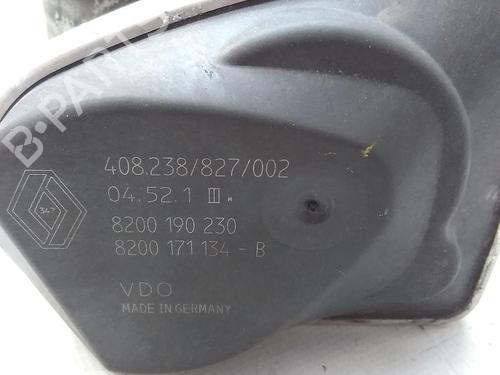 B-PARTS
408.238/827/002
04.52.1 III
347
8200 190 230
8200 171 134 - B
VDO
MADE IN GERMANY